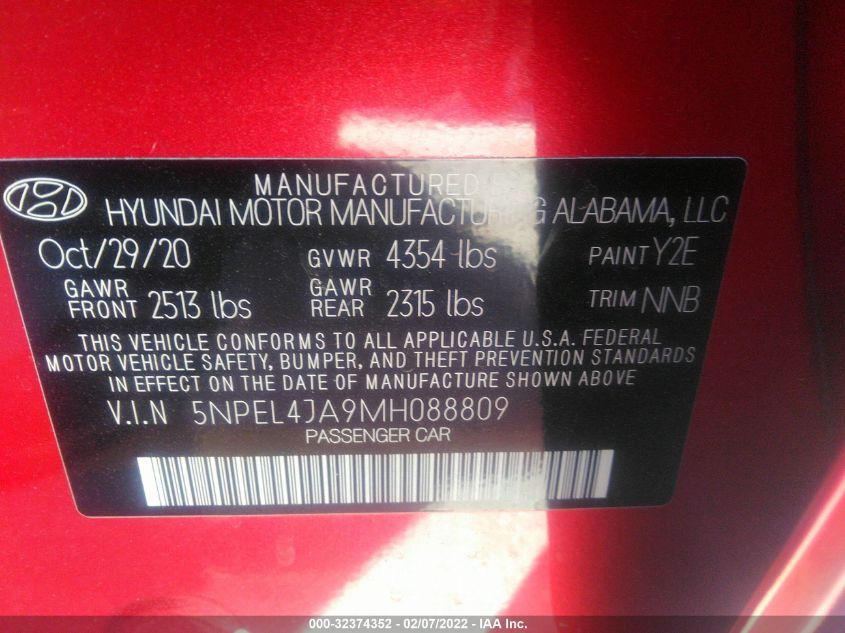 MANUFACTURED B
HYUNDAI MOTOR MANUFACTURING ALABAMA, LLC
Oct/29/20 GVWR 4354 lbs PAINT Y2E
GAWR FRONT 2513 lbs GAWR REAR 2315 lbs TRIM NNB
THIS VEHICLE CONFORMS TO ALL APPLICABLE U.S.A. FEDERAL
MOTOR VEHICLE SAFETY, BUMPER, AND THEFT PREVENTION STANDARDS
IN EFFECT ON THE DATE OF MANUFACTURE SHOWN ABOVE
V.I.N 5NPEL4JA9MH088809
PASSENGER CAR
000-32374352 - 02/07/2022 - IAA Inc.